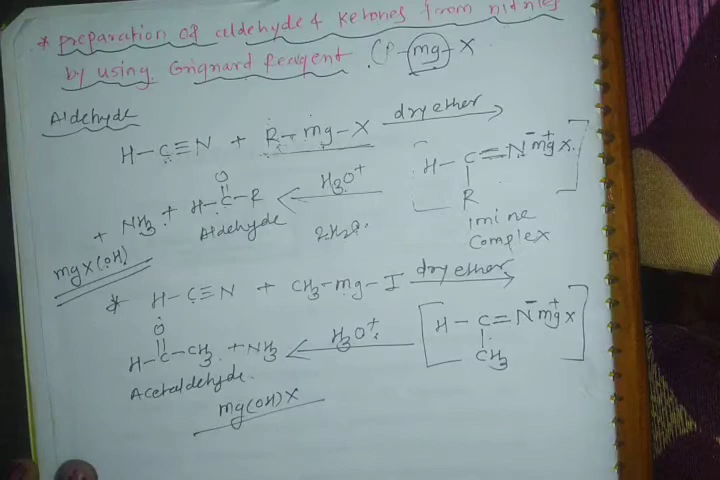 * Preparation of aldehyde & ketones from nitriles
by using Grignard Reagent. (R-mg-X
Aldehyde
H-C≡N + R-mg-X dry ether
[H-C=N⁻mg⁺x.]
R
imine
complex
H₃O⁺
2H₂O.
O
+ NH₃ + H-C-R
Aldehyde
mgx(OH)
* H-C≡N + CH₃-mg-I dry ether
[H-C=N⁻mg⁺x]
CH₃
H₃O⁺
O
H-C-CH₃. + NH₃
Acetaldehyde.
mg(OH)X